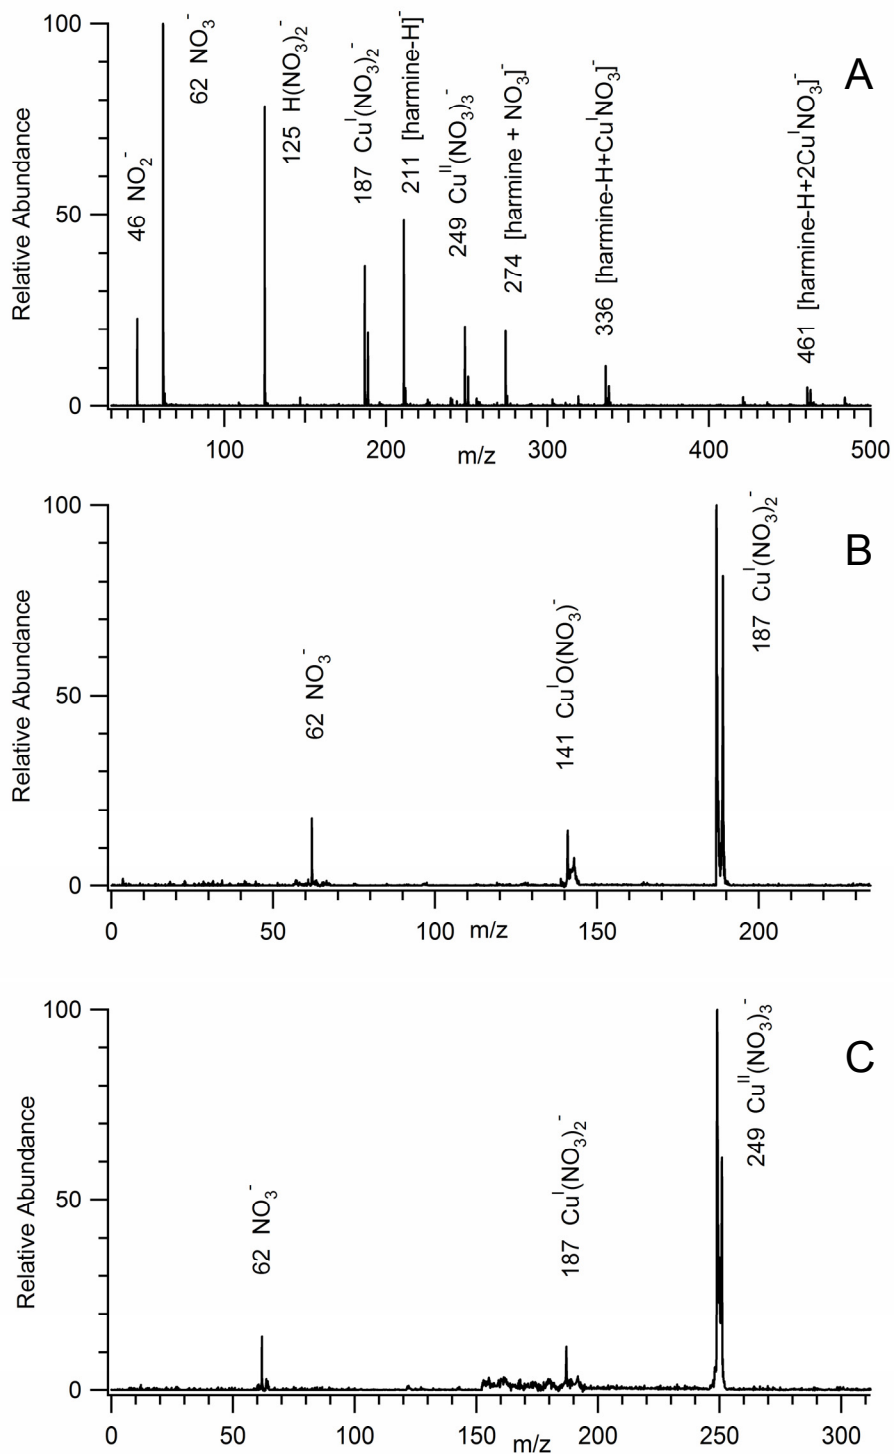 A
Relative Abundance
100
50
0
46 NO₂⁻
62 NO₃⁻
125 H(NO₃)₂⁻
187 Cuᴵ(NO₃)₂⁻
211 [harmine-H]⁻
249 Cuᴵᴵ(NO₃)₃⁻
274 [harmine + NO₃]⁻
336 [harmine-H+CuᴵNO₃]⁻
461 [harmine-H+2CuᴵNO₃]⁻
100 200 300 400 500
m/z
B
Relative Abundance
100
50
0
62 NO₃⁻
141 CuᴵO(NO₃)⁻
187 Cuᴵ(NO₃)₂⁻
0 50 100 150 200
m/z
C
Relative Abundance
100
50
0
62 NO₃⁻
187 Cuᴵ(NO₃)₂⁻
249 Cuᴵᴵ(NO₃)₃⁻
0 50 100 150 200 250 300
m/z